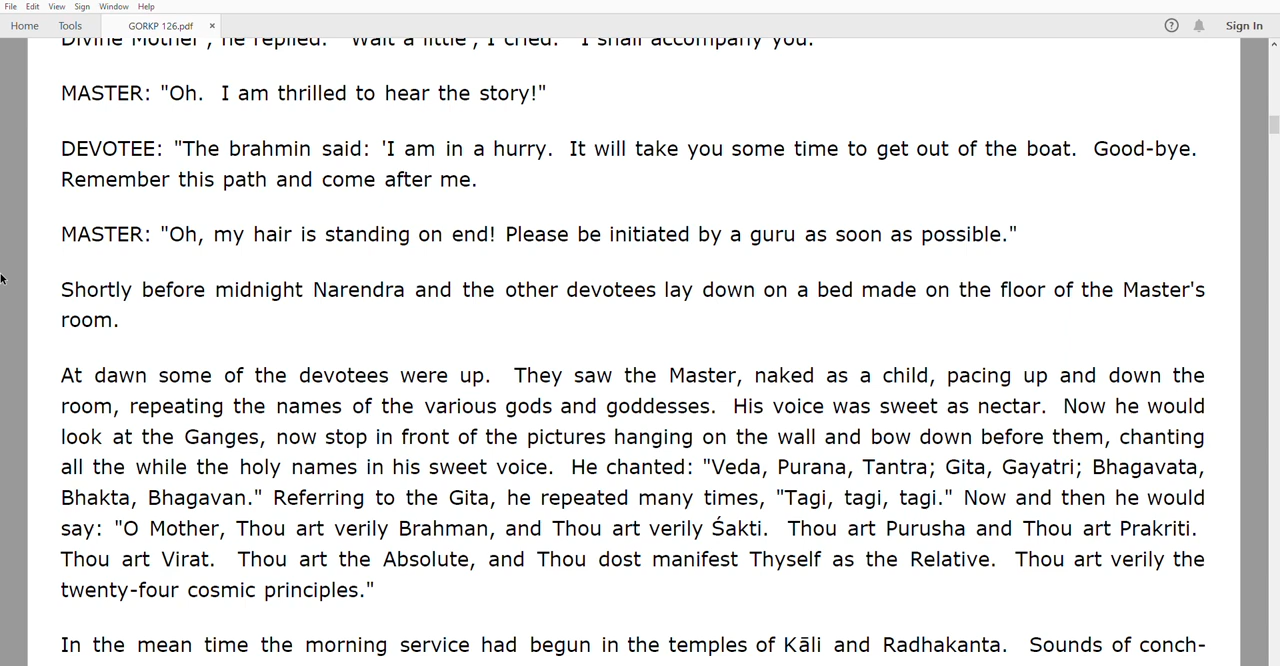 File Edit View Sign Window Help
Home Tools GORKP 126.pdf × ? Sign In
Divine Mother', he replied. 'Wait a little', I cried. 'I shall accompany you.'
MASTER: "Oh. I am thrilled to hear the story!"
DEVOTEE: "The brahmin said: 'I am in a hurry. It will take you some time to get out of the boat. Good-bye.
Remember this path and come after me.
MASTER: "Oh, my hair is standing on end! Please be initiated by a guru as soon as possible."
Shortly before midnight Narendra and the other devotees lay down on a bed made on the floor of the Master's
room.
At dawn some of the devotees were up. They saw the Master, naked as a child, pacing up and down the
room, repeating the names of the various gods and goddesses. His voice was sweet as nectar. Now he would
look at the Ganges, now stop in front of the pictures hanging on the wall and bow down before them, chanting
all the while the holy names in his sweet voice. He chanted: "Veda, Purana, Tantra; Gita, Gayatri; Bhagavata,
Bhakta, Bhagavan." Referring to the Gita, he repeated many times, "Tagi, tagi, tagi." Now and then he would
say: "O Mother, Thou art verily Brahman, and Thou art verily Śakti. Thou art Purusha and Thou art Prakriti.
Thou art Virat. Thou art the Absolute, and Thou dost manifest Thyself as the Relative. Thou art verily the
twenty-four cosmic principles."
In the mean time the morning service had begun in the temples of Kāli and Radhakanta. Sounds of conch-